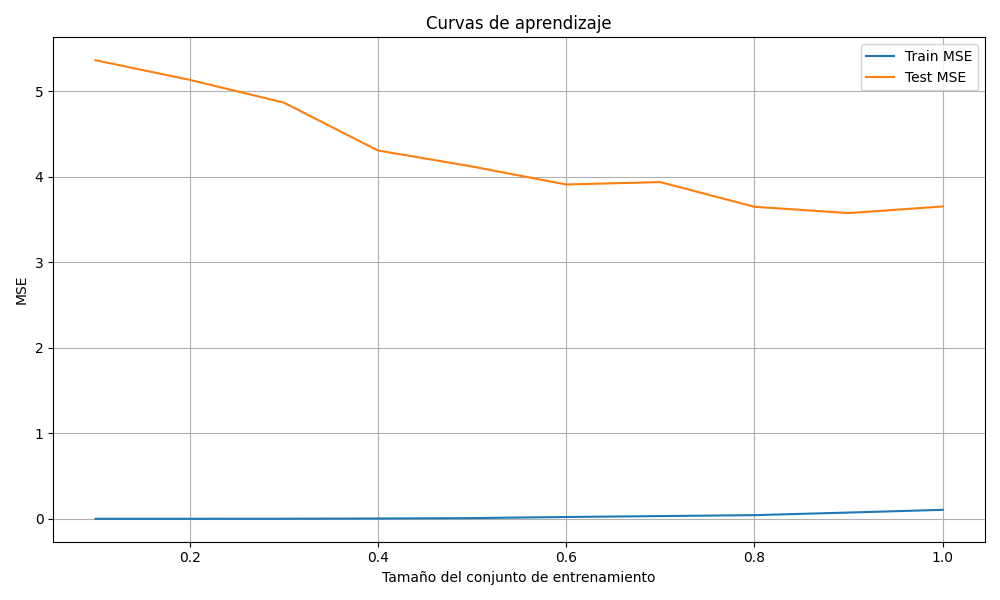 Curvas de aprendizaje
Train MSE
Test MSE
5
4
3
2
1
0
MSE
0.2 0.4 0.6 0.8 1.0
Tamaño del conjunto de entrenamiento